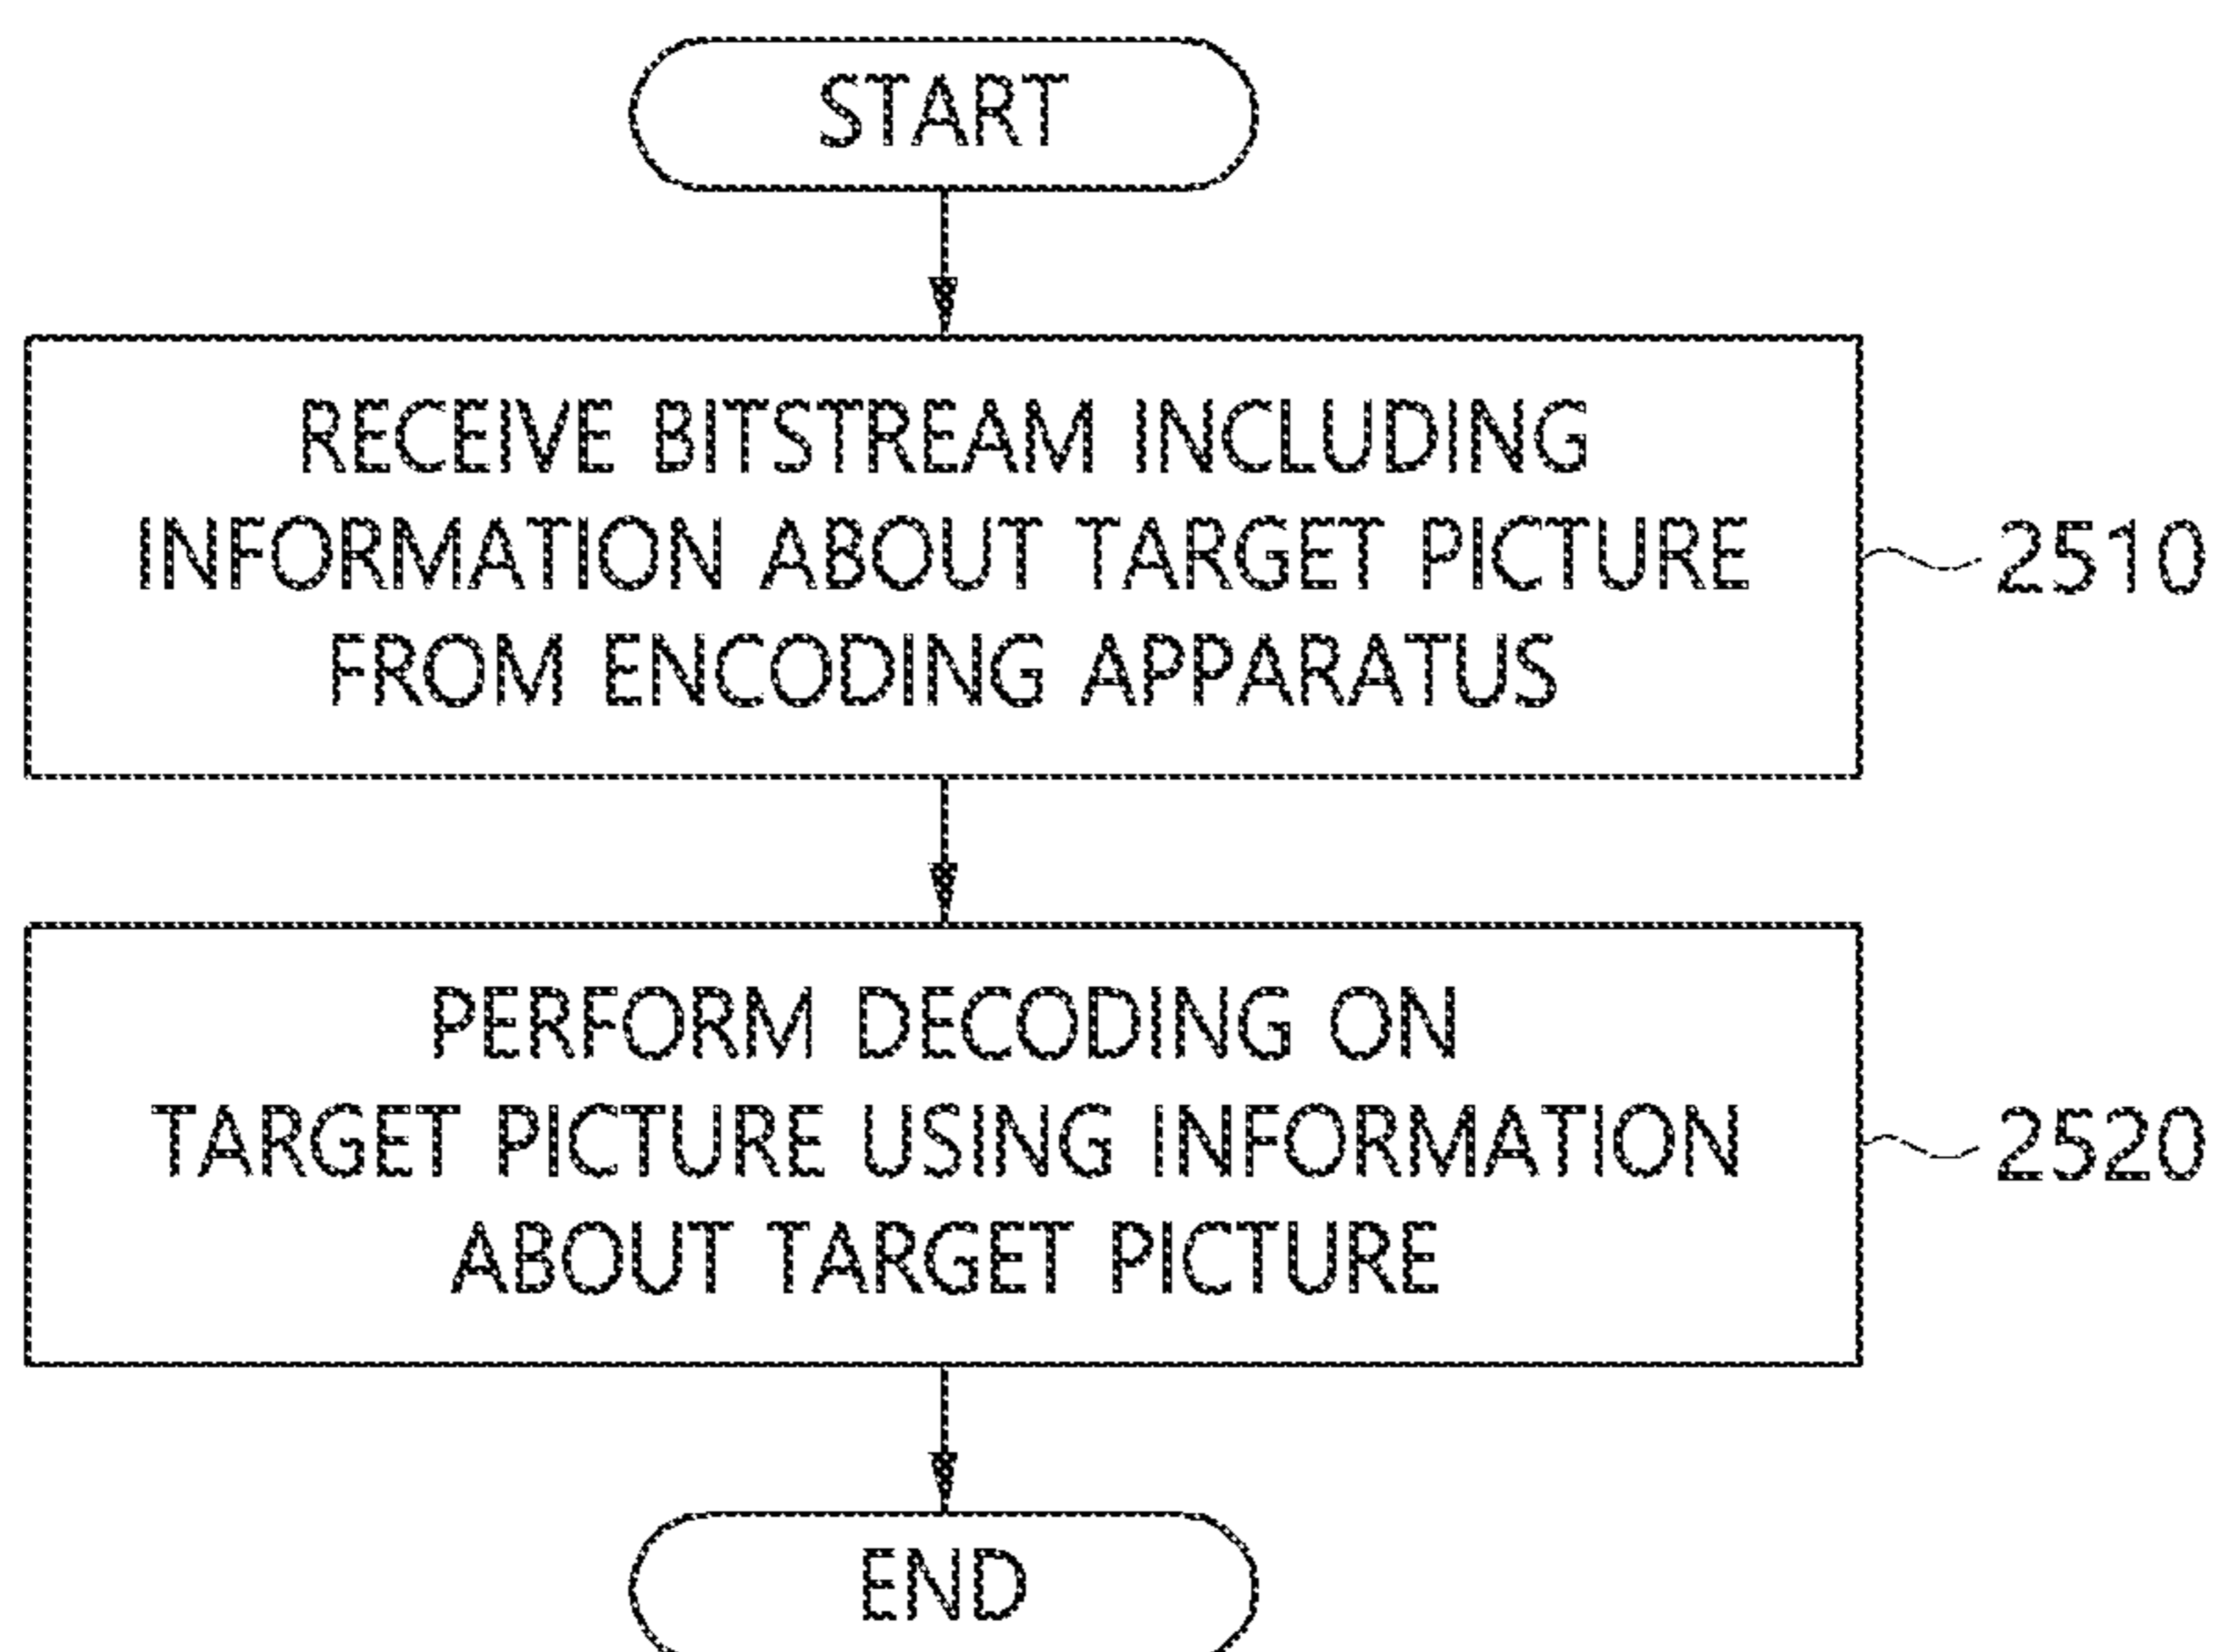 START
RECEIVE BITSTREAM INCLUDING
INFORMATION ABOUT TARGET PICTURE
FROM ENCODING APPARATUS
2510
PERFORM DECODING ON
TARGET PICTURE USING INFORMATION
ABOUT TARGET PICTURE
2520
END